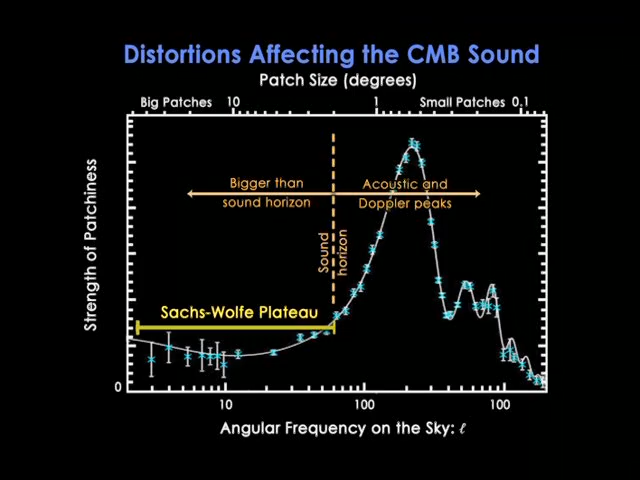 Distortions Affecting the CMB Sound
Patch Size (degrees)
Big Patches 10 1 Small Patches 0.1
Bigger than
sound horizon
Acoustic and
Doppler peaks
Sound
horizon
Sachs-Wolfe Plateau
Strength of Patchiness
0
10 100 100
Angular Frequency on the Sky: ℓ